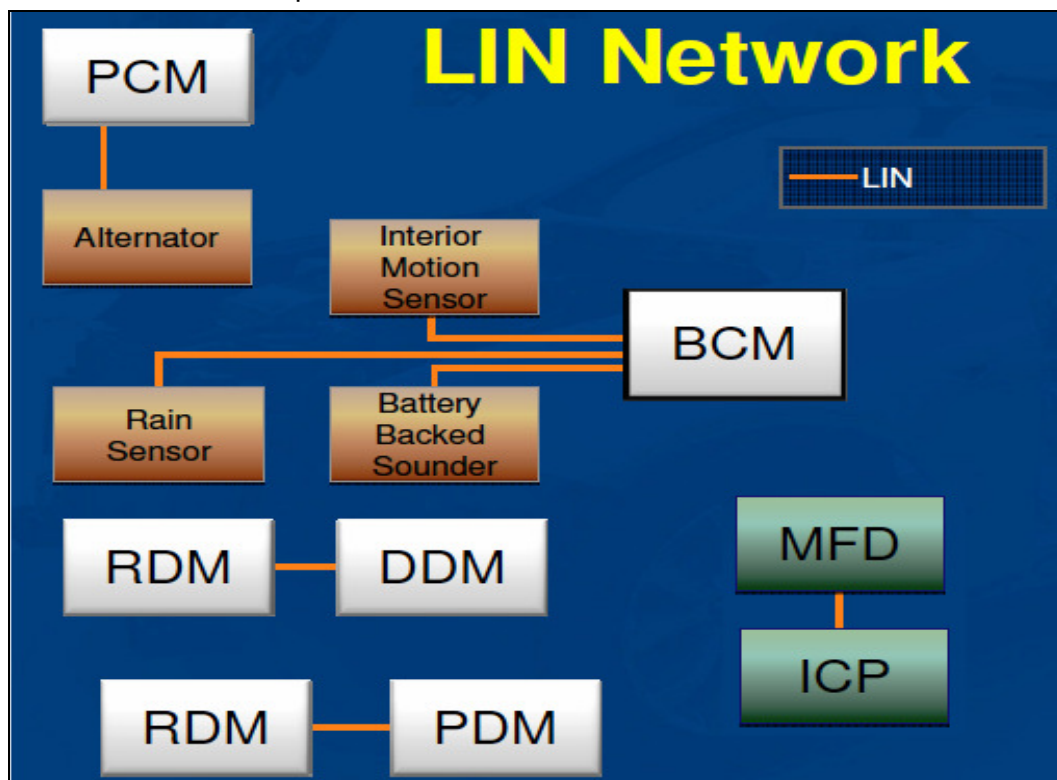 LIN Network
PCM
LIN
Alternator
Interior
Motion
Sensor
BCM
Rain
Sensor
Battery
Backed
Sounder
MFD
RDM
DDM
ICP
RDM
PDM